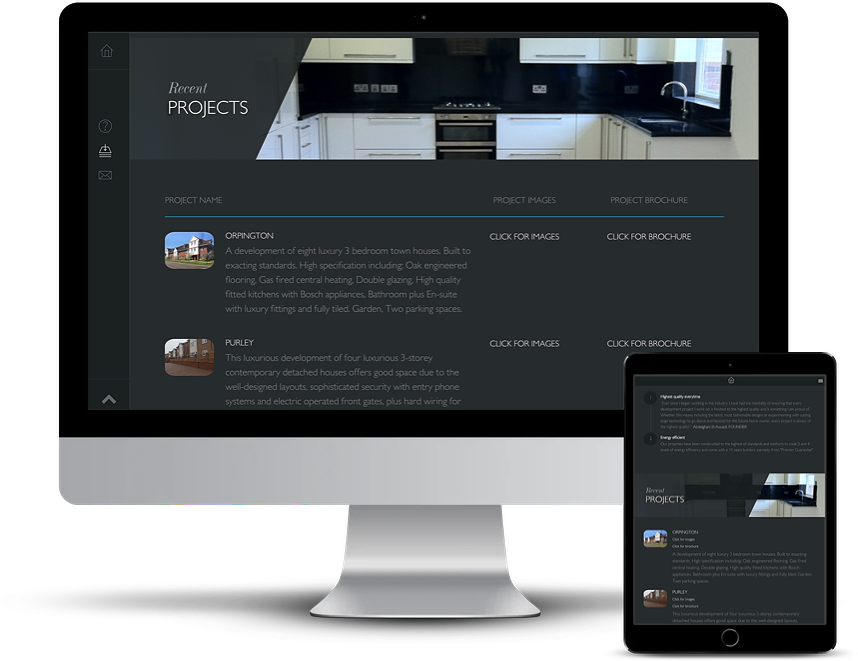 Recent
PROJECTS
PROJECT NAME PROJECT IMAGES PROJECT BROCHURE
ORPINGTON CLICK FOR IMAGES CLICK FOR BROCHURE
A development of eight luxury 3 bedroom town houses. Built to
exacting standards. High specification including; Oak engineered
flooring, Gas fired central heating, Double glazing, High quality
fitted kitchens with Bosch appliances, Bathroom plus En-suite
with luxury fittings and fully tiled. Garden, Two parking spaces.
PURLEY CLICK FOR IMAGES CLICK FOR BROCHURE
This luxurious development of four luxurious 3-storey
contemporary detached houses offers good space due to the
well-designed layouts, sophisticated security with entry phone
systems and electric operated front gates, plus hard wiring for
Highest quality everytime
Energy efficient
Recent
PROJECTS
ORPINGTON
Click for images
Click for brochure
A development of eight luxury 3 bedroom town houses. Built to exacting
standards. High specification including; Oak engineered flooring, Gas fired
central heating, Double glazing, High quality fitted kitchens with Bosch
appliances, Bathroom plus En-suite with luxury fittings and fully tiled. Garden,
Two parking spaces.
PURLEY
Click for images
Click for brochure
This luxurious development of four luxurious 3-storey contemporary
detached houses offers good space due to the well-designed layouts,